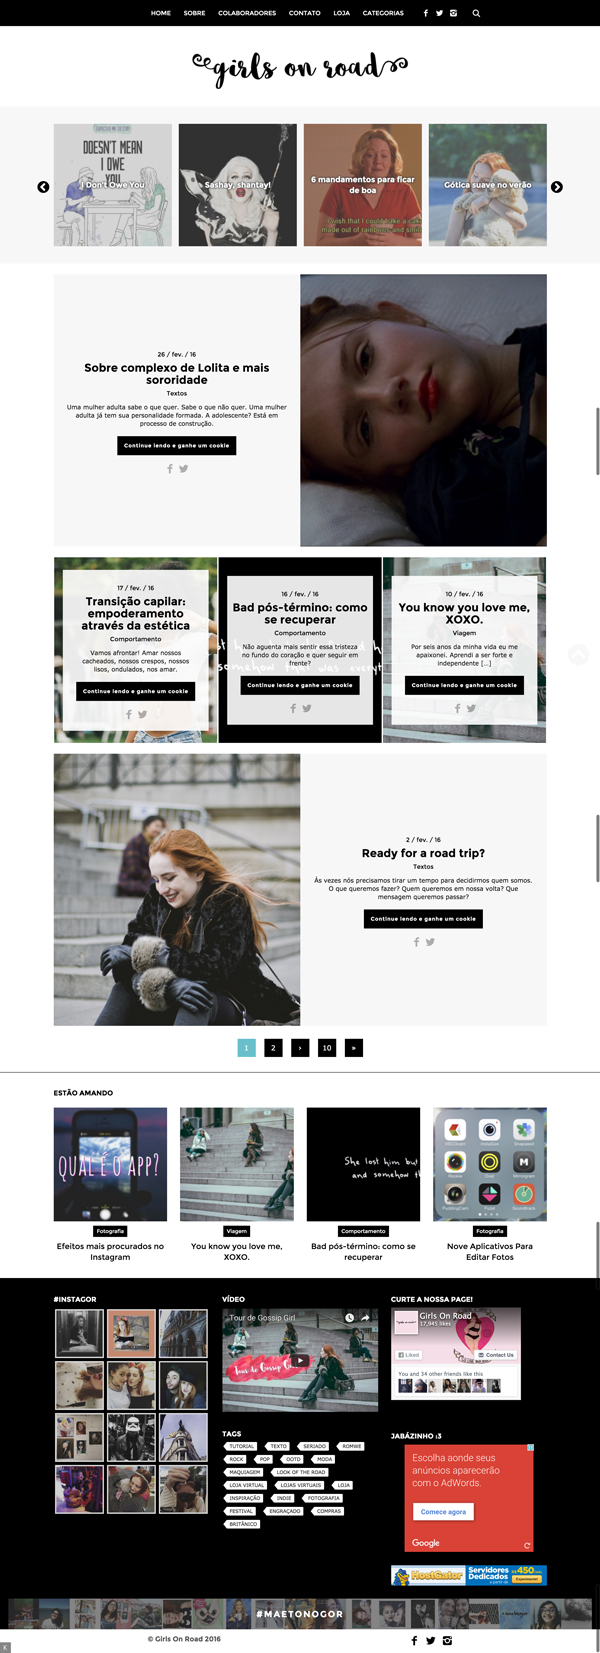 HOME SOBRE COLABORADORES CONTATO LOJA CATEGORIAS
girls on road
DOESN'T MEAN
I OWE
YOU
I Don't Owe You
Sashay, shantay!
6 mandamentos para ficar
de boa
I wish that I could bake a cake
made out of rainbows and smiles
Gótica suave no verão
26 / fev. / 16
Sobre complexo de Lolita e mais
sororidade
Textos
Uma mulher adulta sabe o que quer. Sabe o que não quer. Uma mulher
adulta já tem sua personalidade formada. A adolescente? Está em
processo de construção.
Continue lendo e ganhe um cookie
17 / fev. / 16
Transição capilar:
empoderamento
através da estética
Comportamento
Vamos afrontar! Amar nossos
cacheados, nossos crespos, nossos
lisos, ondulados, nos amar.
Continue lendo e ganhe um cookie
16 / fev. / 16
Bad pós-término: como
se recuperar
Comportamento
Não aguenta mais sentir essa tristeza
no fundo do coração e quer seguir em
frente?
Continue lendo e ganhe um cookie
10 / fev. / 16
You know you love me,
XOXO.
Viagem
Por seis anos da minha vida eu me
apaixonei. Aprendi a ser forte e
independente [...]
Continue lendo e ganhe um cookie
2 / fev. / 16
Ready for a road trip?
Textos
Ás vezes nós precisamos tirar um tempo para decidirmos quem somos.
O que queremos fazer? Quem queremos em nossa volta? Que
mensagem queremos passar?
Continue lendo e ganhe um cookie
1 2 › 10 »
ESTÃO AMANDO
QUAL É O APP?
Fotografia
Efeitos mais procurados no
Instagram
Viagem
You know you love me,
XOXO.
She lost him but
and somehow th
Comportamento
Bad pós-término: como se
recuperar
Fotografia
Nove Aplicativos Para
Editar Fotos
#INSTAGOR
VÍDEO
Tour de Gossip Girl
Tour de Gossip Girl
TAGS
TUTORIAL TEXTO SERIADO ROMWE
ROCK POP OOTD MODA
MAQUIAGEM LOOK OF THE ROAD
LOJA VIRTUAL LOJAS VIRTUAIS LOJA
INSPIRAÇÃO INDIE FOTOGRAFIA
FESTIVAL ENGRAÇADO COMPRAS
BRITÂNICO
CURTE A NOSSA PAGE!
Girls On Road
17,945 likes
Liked
Contact Us
You and 34 other friends like this
JABÁZINHO :3
Escolha aonde seus
anúncios aparecerão
com o AdWords.
Comece agora
Google
HostGator
Servidores
Dedicados
R$450
#MAETONOGOR
© Girls On Road 2016
K